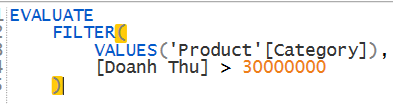 EVALUATE
FILTER(
VALUES('Product'[Category]),
[Doanh Thu] > 30000000
)